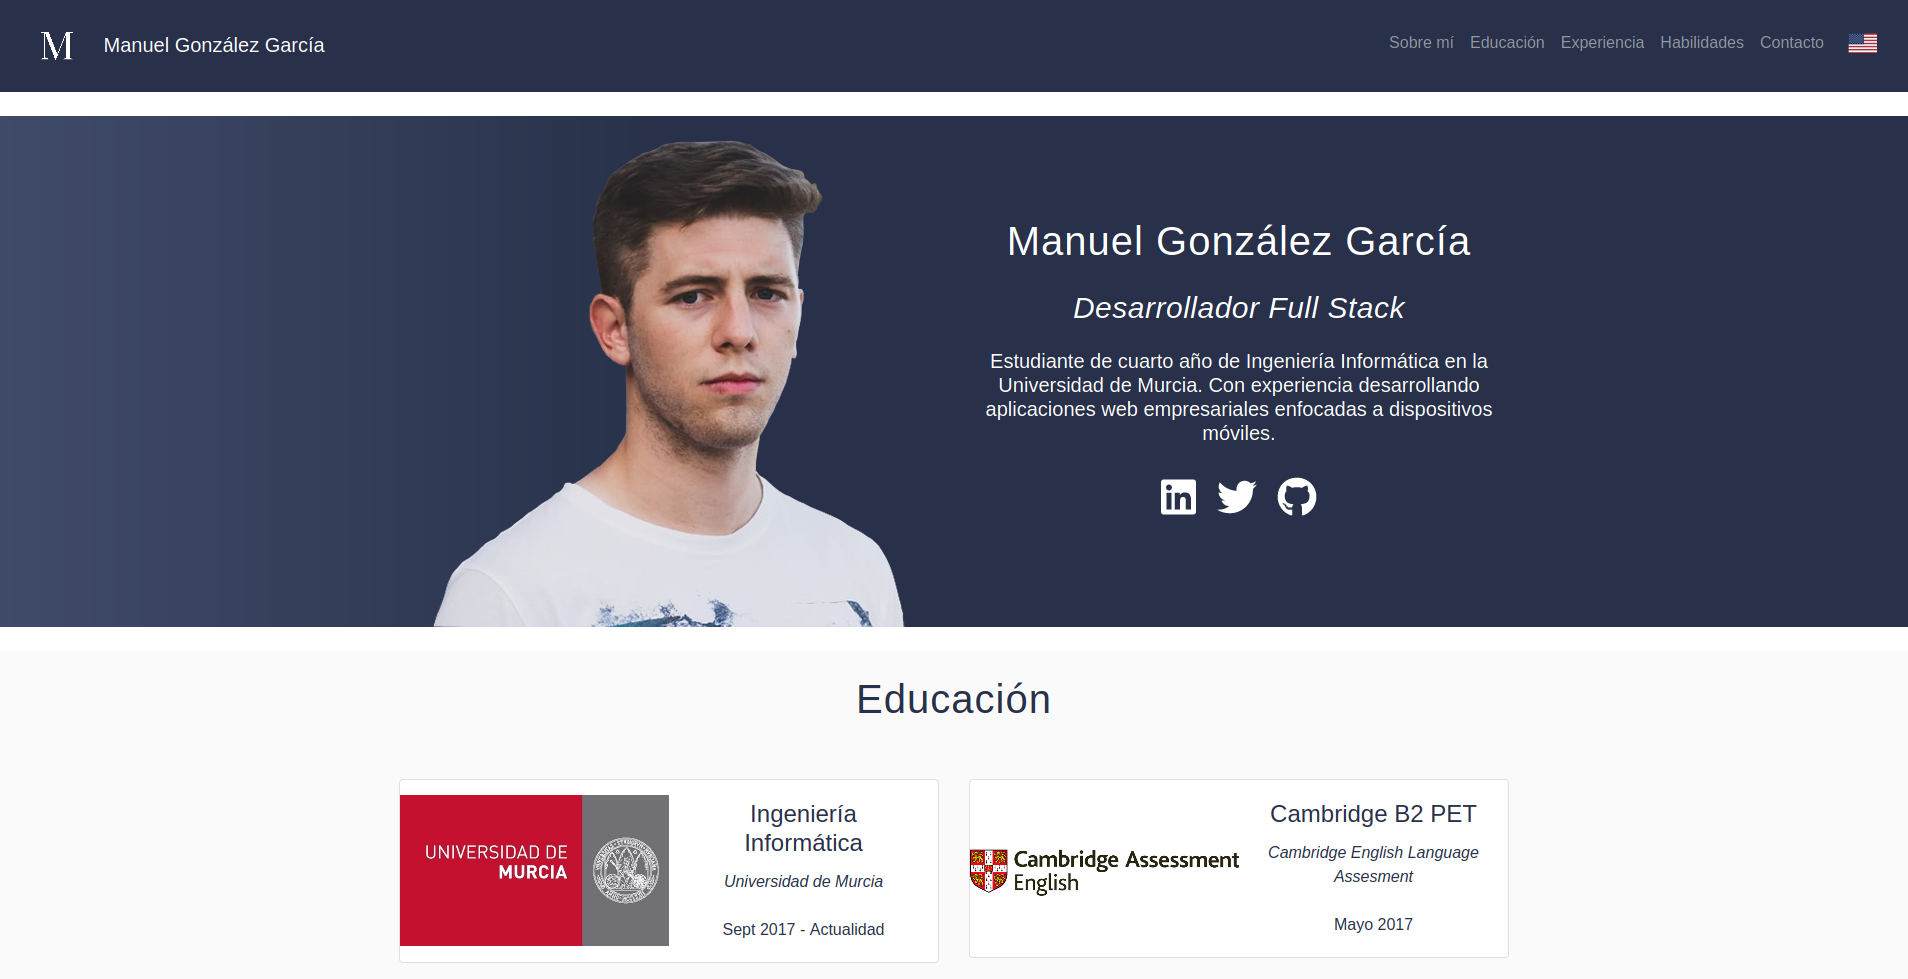 M
Manuel González García
Sobre mí
Educación
Experiencia
Habilidades
Contacto
Manuel González García
Desarrollador Full Stack
Estudiante de cuarto año de Ingeniería Informática en la
Universidad de Murcia. Con experiencia desarrollando
aplicaciones web empresariales enfocadas a dispositivos
móviles.
in
Educación
UNIVERSIDAD DE
MURCIA
Ingeniería
Informática
Universidad de Murcia
Sept 2017 - Actualidad
Cambridge Assessment
English
Cambridge B2 PET
Cambridge English Language
Assesment
Mayo 2017